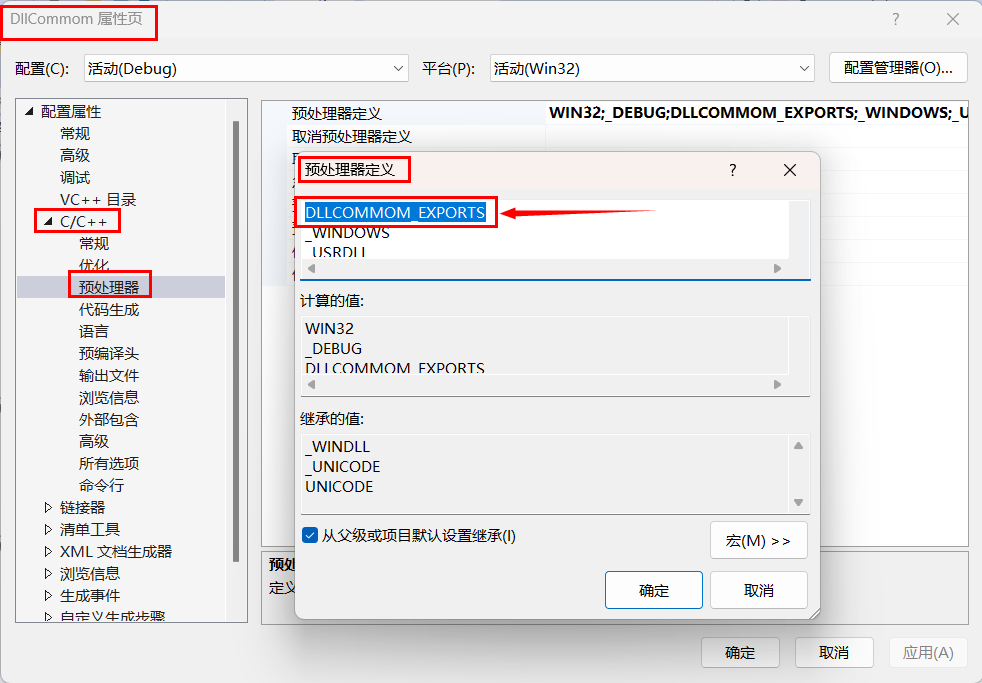 DllCommom 属性页
?
配置(C):
活动(Debug)
平台(P):
活动(Win32)
配置管理器(O)...
配置属性
常规
高级
调试
VC++ 目录
C/C++
常规
优化
预处理器
代码生成
语言
预编译头
输出文件
浏览信息
外部包含
高级
所有选项
命令行
链接器
清单工具
XML 文档生成器
浏览信息
生成事件
自定义生成步骤
预处理器定义
WIN32;_DEBUG;DLLCOMMOM_EXPORTS;_WINDOWS;_U
取消预处理器定义
预处理器定义
?
DLLCOMMOM_EXPORTS
_WINDOWS
_USRDLL
计算的值:
WIN32
_DEBUG
DLLCOMMOM_EXPORTS
继承的值:
_WINDLL
_UNICODE
UNICODE
从父级或项目默认设置继承(I)
宏(M) >>
确定
取消
预处
定义
确定
取消
应用(A)